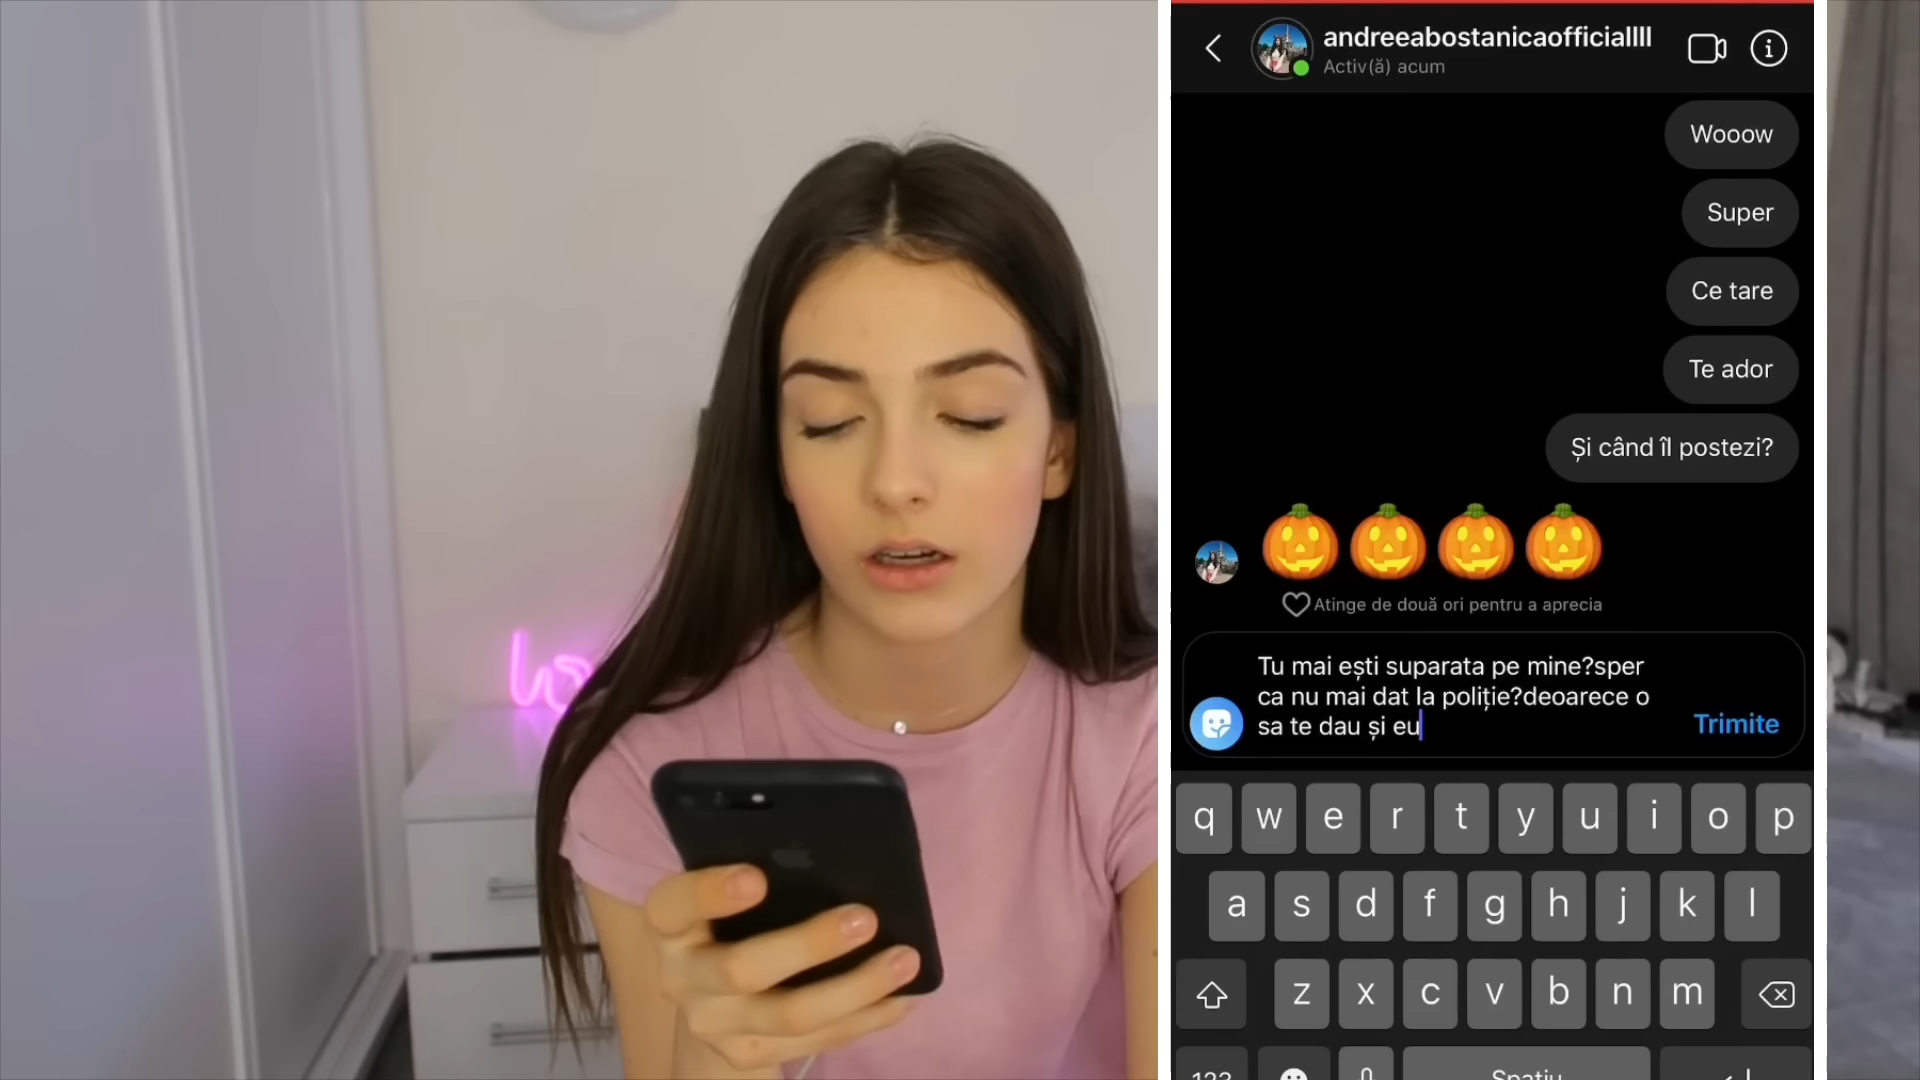 andreeabostanicaofficiallll
Activ(ă) acum
Wooow
Super
Ce tare
Te ador
Și când îl postezi?
Atinge de două ori pentru a aprecia
Tu mai ești suparata pe mine?sper
ca nu mai dat la poliție?deoarece o
sa te dau și eu
Trimite
q w e r t y u i o p
a s d f g h j k l
z x c v b n m
123 Spațiu